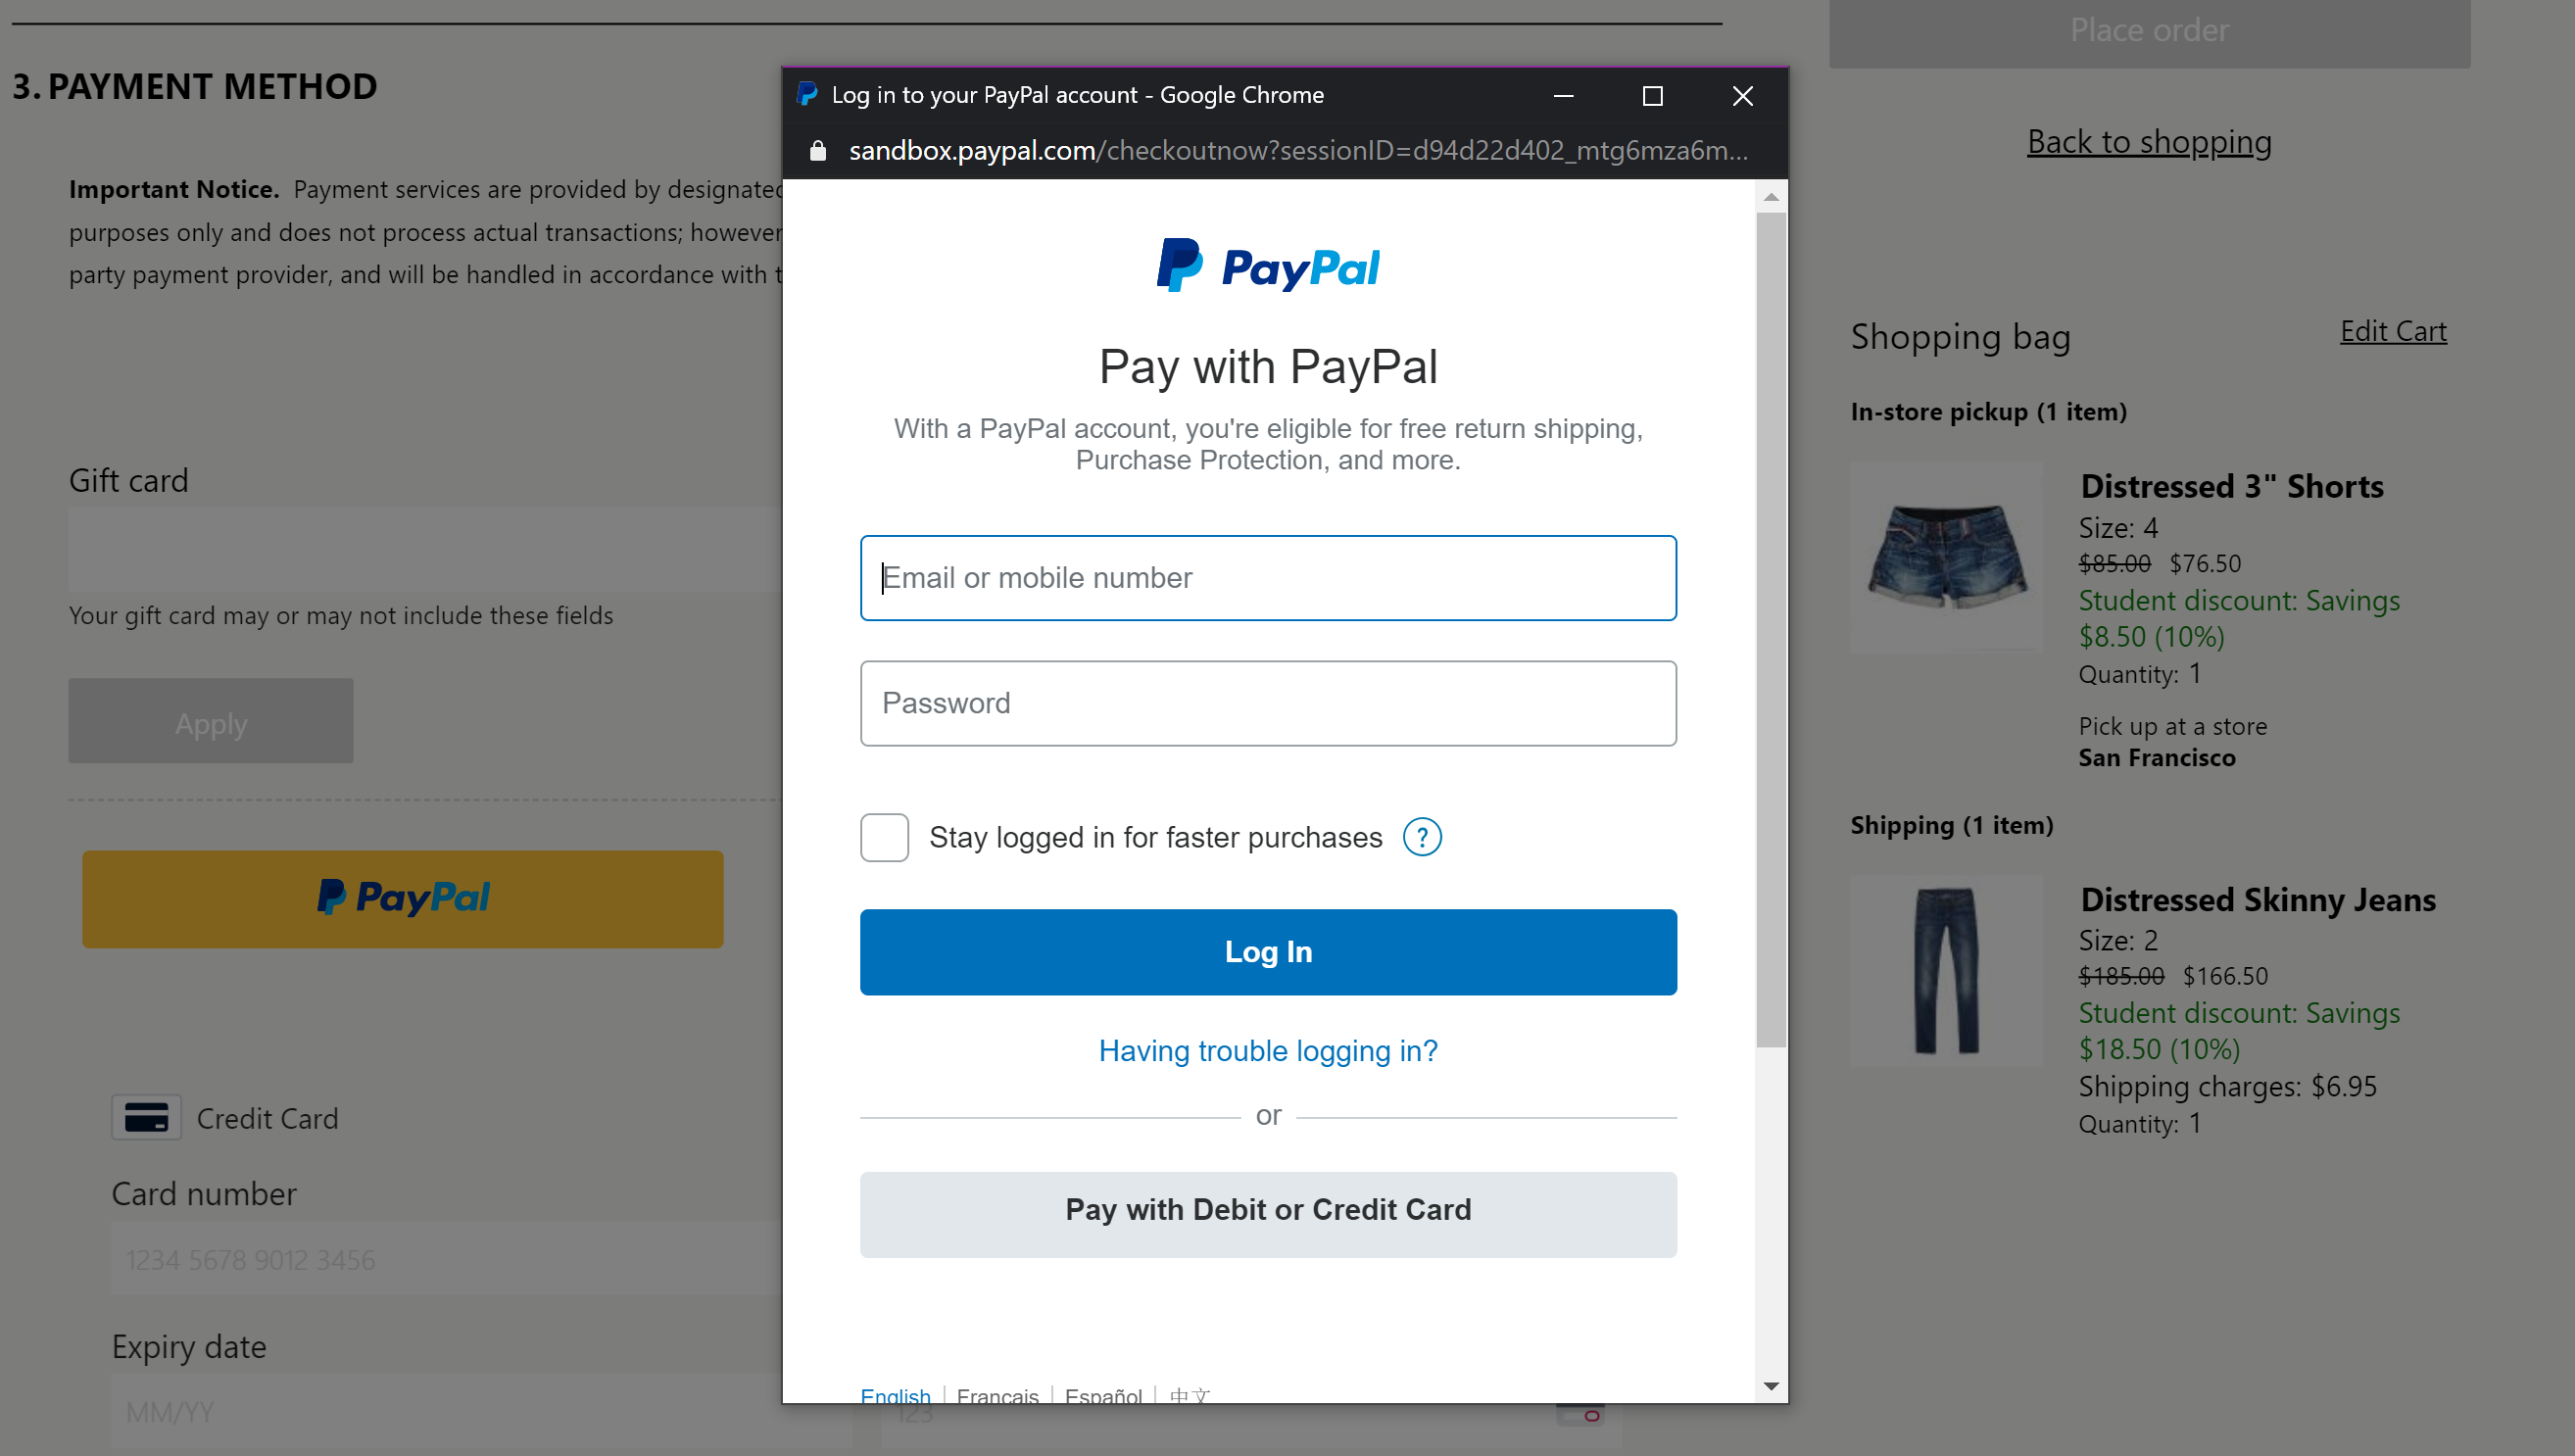 3. PAYMENT METHOD
Important Notice. Payment services are provided by designated
purposes only and does not process actual transactions; however
party payment provider, and will be handled in accordance with t
Gift card
Your gift card may or may not include these fields
Apply
PayPal
Credit Card
Card number
1234 5678 9012 3456
Expiry date
MM/YY
123
Log in to your PayPal account - Google Chrome
sandbox.paypal.com/checkoutnow?sessionID=d94d22d402_mtg6mza6m...
PayPal
Pay with PayPal
With a PayPal account, you're eligible for free return shipping,
Purchase Protection, and more.
Email or mobile number
Password
Stay logged in for faster purchases ?
Log In
Having trouble logging in?
or
Pay with Debit or Credit Card
English | Français | Español | 中文
Place order
Back to shopping
Shopping bag
Edit Cart
In-store pickup (1 item)
Distressed 3" Shorts
Size: 4
$85.00 $76.50
Student discount: Savings
$8.50 (10%)
Quantity: 1
Pick up at a store
San Francisco
Shipping (1 item)
Distressed Skinny Jeans
Size: 2
$185.00 $166.50
Student discount: Savings
$18.50 (10%)
Shipping charges: $6.95
Quantity: 1